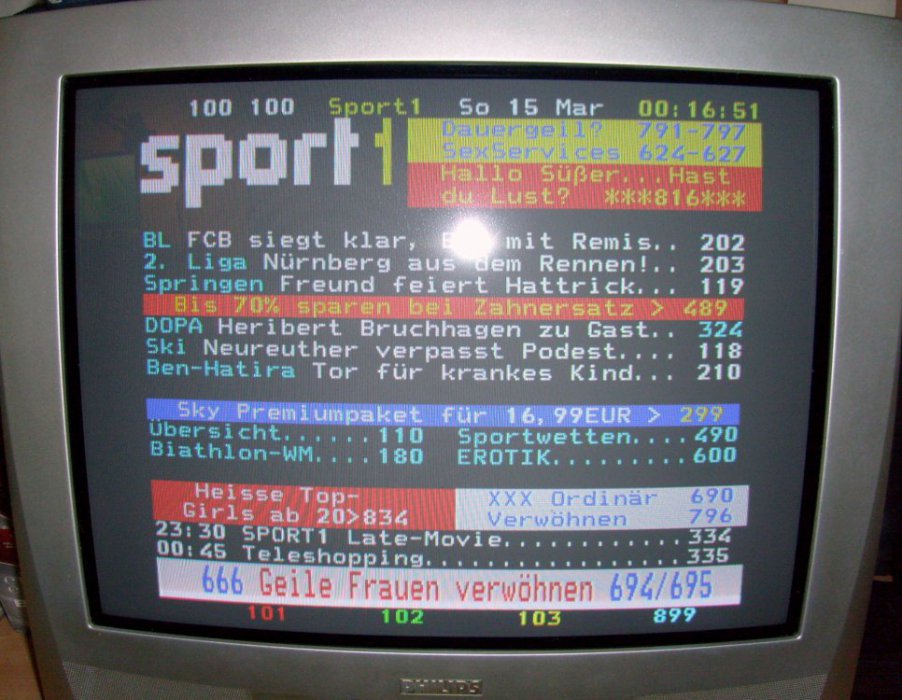 100 100 Sport1 So 15 Mar 00:16:51
sport1
Dauergeil? 791-797
SexServices 624-627
Hallo Süßer...Hast
du Lust? ***816***
BL FCB siegt klar, mit Remis.. 202
2. Liga Nürnberg aus dem Rennen!.. 203
Springen Freund feiert Hattrick... 119
Bis 70% sparen bei Zahnersatz > 489
DOPA Heribert Bruchhagen zu Gast.. 324
Ski Neureuther verpasst Podest.... 118
Ben-Hatira Tor für krankes Kind... 210
Sky Premiumpaket für 16,99EUR > 299
Übersicht......110 Sportwetten....490
Biathlon-WM....180 EROTIK.........600
Heisse Top- XXX Ordinär 690
Girls ab 20>834 Verwöhnen 796
23:30 SPORT1 Late-Movie............334
00:45 Teleshopping.................335
666 Geile Frauen verwöhnen 694/695
101 102 103 899
PHILIPS